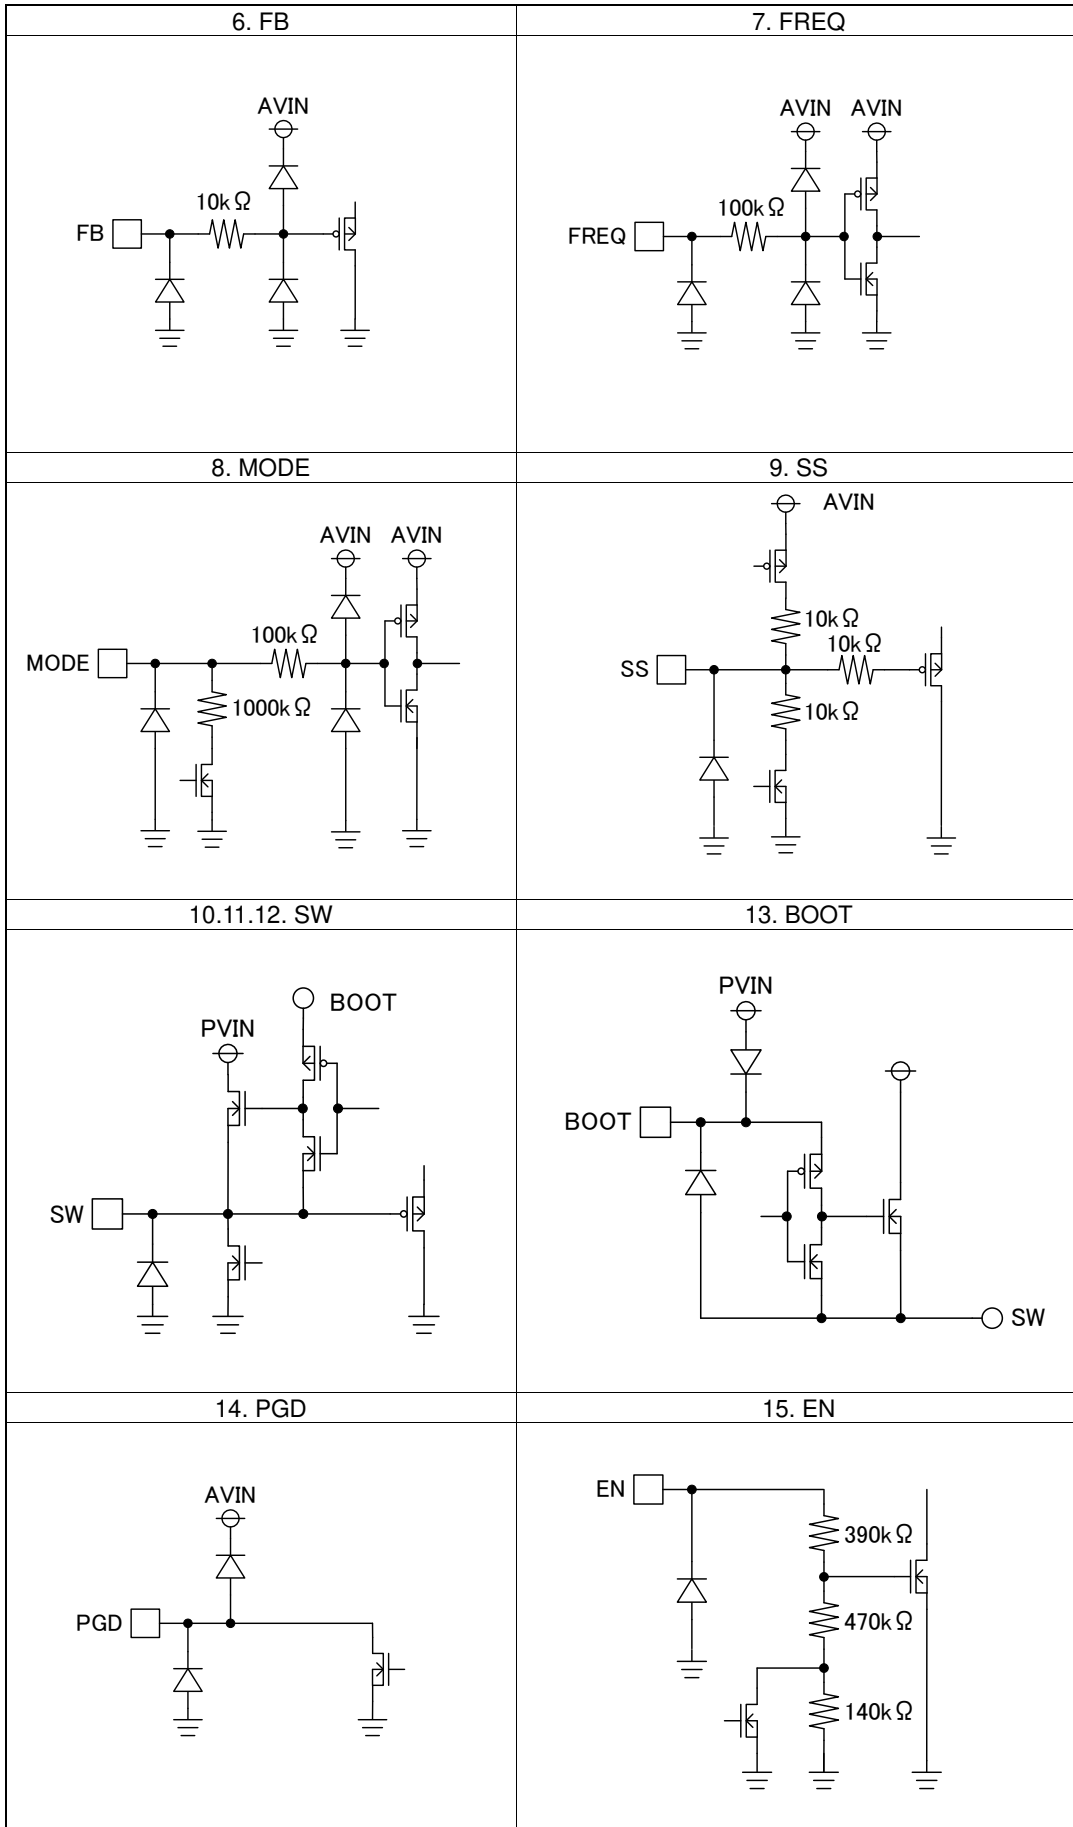 6. FB
7. FREQ
AVIN
10kΩ
FB
AVIN AVIN
100kΩ
FREQ
8. MODE
9. SS
AVIN AVIN
100kΩ
MODE
1000kΩ
AVIN
10kΩ
10kΩ
SS
10kΩ
10.11.12. SW
13. BOOT
BOOT
PVIN
SW
PVIN
BOOT
SW
14. PGD
15. EN
AVIN
PGD
EN
390kΩ
470kΩ
140kΩ